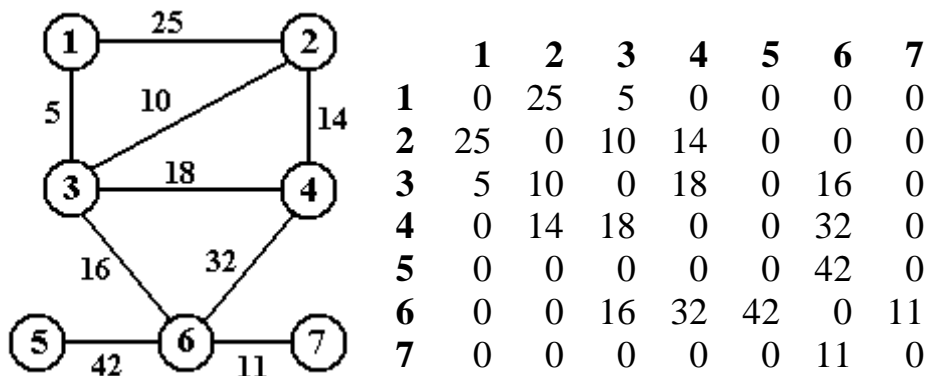 25
1 2
5 10 14
3 18 4
16 32
5 6 7
42 11
1 2 3 4 5 6 7
1 0 25 5 0 0 0 0
2 25 0 10 14 0 0 0
3 5 10 0 18 0 16 0
4 0 14 18 0 0 32 0
5 0 0 0 0 0 42 0
6 0 0 16 32 42 0 11
7 0 0 0 0 0 11 0